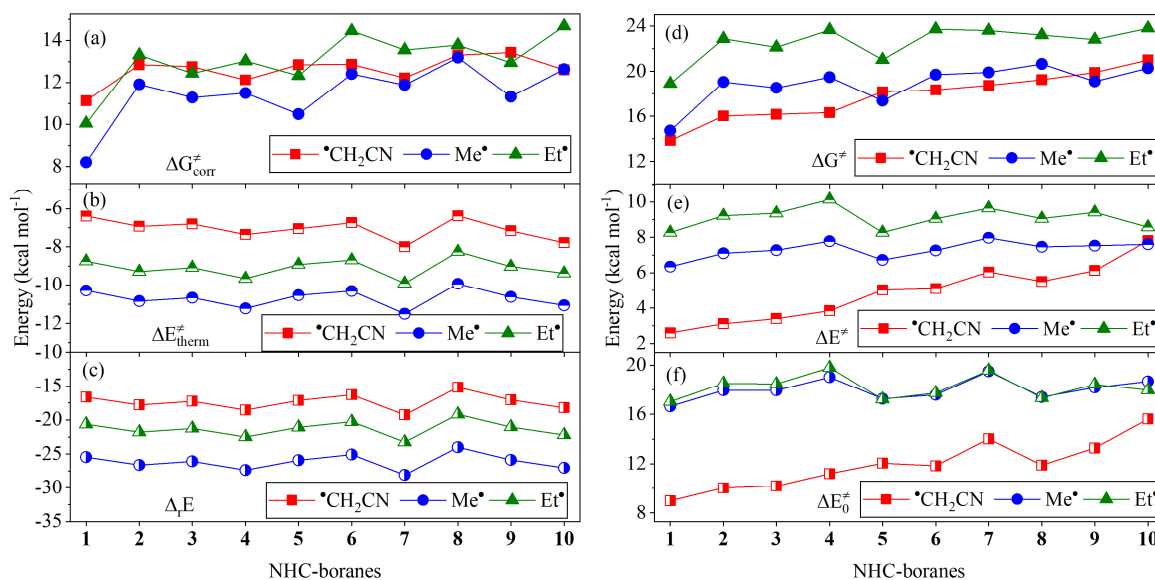 Energy (kcal mol⁻¹)
(a)
14
12
10
8
ΔG≠corr
•CH₂CN Me• Et•
(b)
-6
-8
-10
-12
-10
ΔE≠therm
•CH₂CN Me• Et•
(c)
-15
-20
-25
-30
-35
ΔrE
•CH₂CN Me• Et•
1 2 3 4 5 6 7 8 9 10
NHC-boranes
Energy (kcal mol⁻¹)
(d)
24
20
16
12
ΔG≠
•CH₂CN Me• Et•
(e)
10
8
6
4
2
ΔE≠
•CH₂CN Me• Et•
(f)
20
16
12
8
ΔE≠0
•CH₂CN Me• Et•
1 2 3 4 5 6 7 8 9 10
NHC-boranes